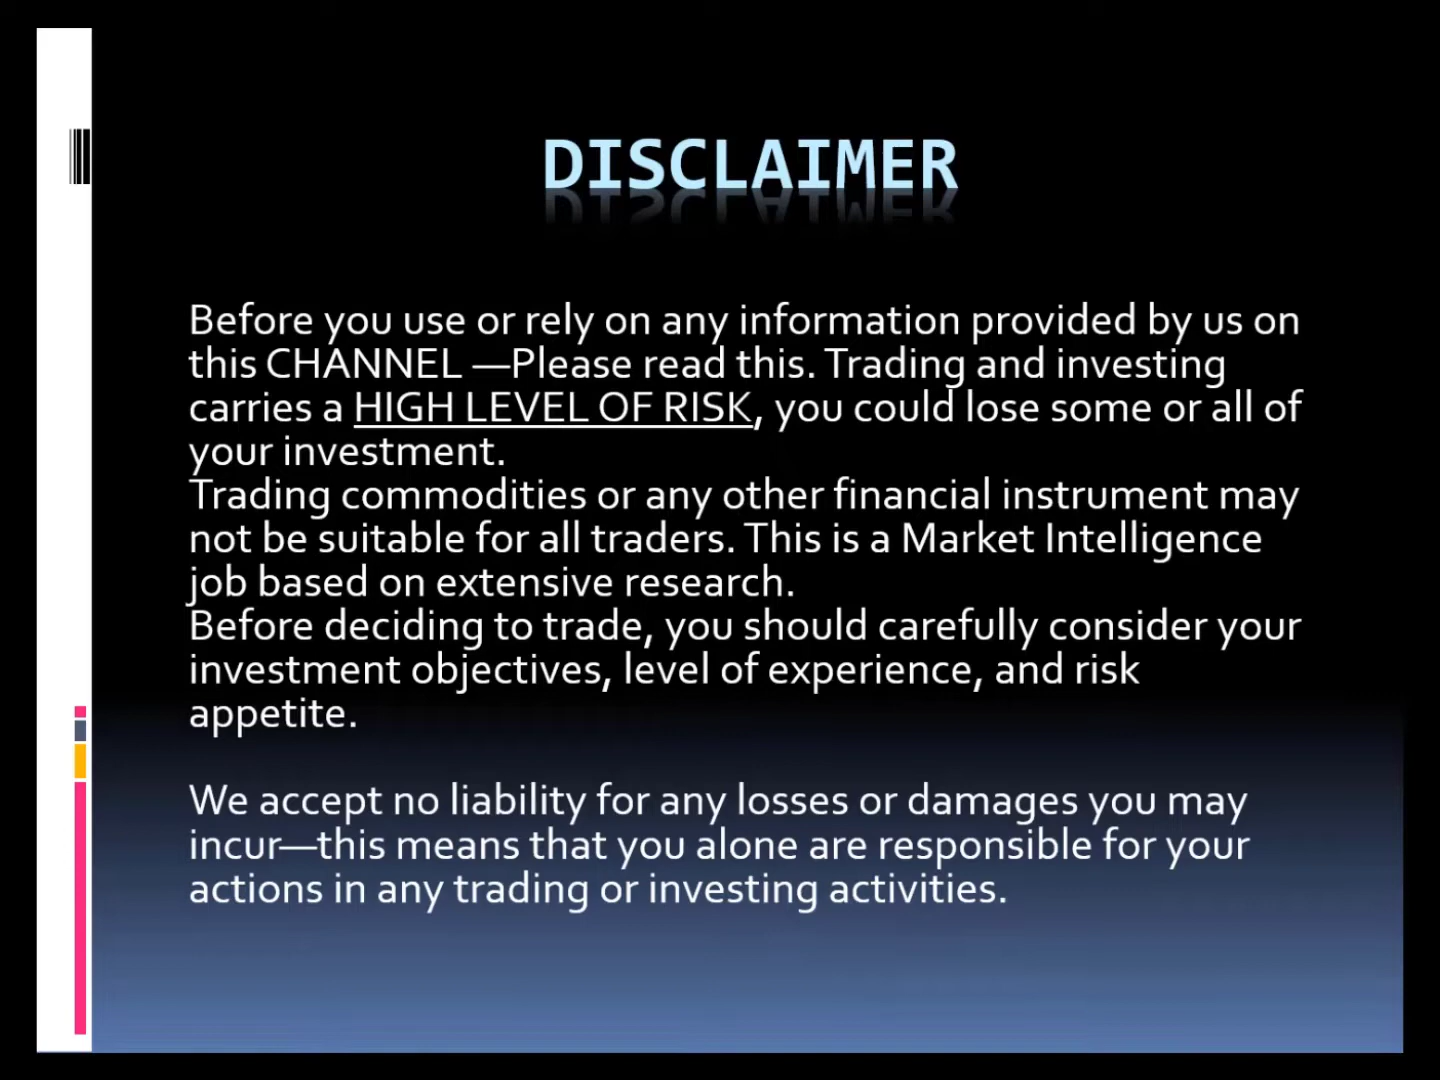 DISCLAIMER
Before you use or rely on any information provided by us on
this CHANNEL —Please read this. Trading and investing
carries a HIGH LEVEL OF RISK, you could lose some or all of
your investment.
Trading commodities or any other financial instrument may
not be suitable for all traders. This is a Market Intelligence
job based on extensive research.
Before deciding to trade, you should carefully consider your
investment objectives, level of experience, and risk
appetite.
We accept no liability for any losses or damages you may
incur—this means that you alone are responsible for your
actions in any trading or investing activities.